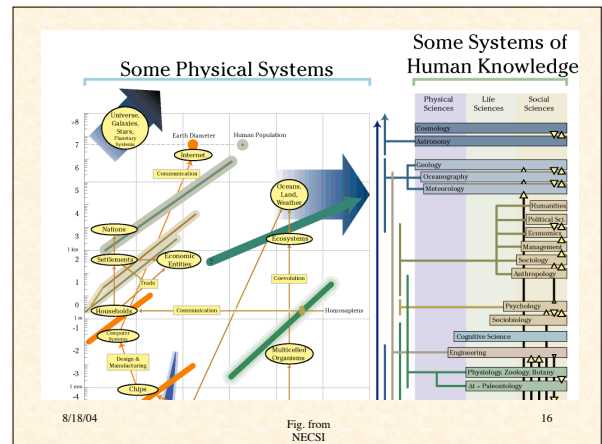 Some Physical Systems
Some Systems of
Human Knowledge
Physical
Sciences
Life
Sciences
Social
Sciences
>8
7
6
5
4
3
1 km
2
1
0
1 m
-1
-2
-3
1 mm
-4
Universe,
Galaxies,
Stars,
Planetary
Systems
Earth Diameter
Human Population
Internet
Communication
Oceans,
Land,
Weather
Nations
Ecosystems
Settlements
Economic
Entities
Trade
Coevolution
Households
Communication
Homosapiens
Computer
Systems
Design &
Manufacturing
Multicelled
Organisms
Chips
Cosmology
Astronomy
Geology
Oceanography
Meteorology
Humanities
Political Sci.
Economics
Management
Sociology
Anthropology
Psychology
Sociobiology
Cognitive Science
Engineering
Physiology, Zoology, Botany
Δt = Paleontology
8/18/04
Fig. from
NECSI
16